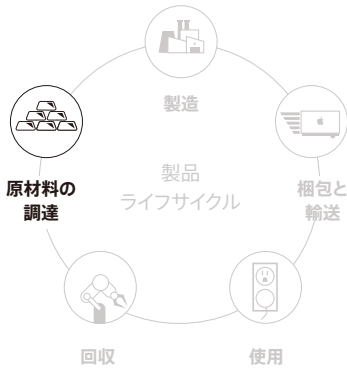 製造
原材料の
調達
製品
ライフサイクル
梱包と
輸送
回収
使用